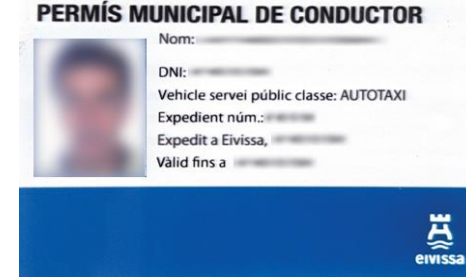 PERMÍS MUNICIPAL DE CONDUCTOR
Nom:
DNI:
Vehicle servei públic classe: AUTOTAXI
Expedient núm.:
Expedit a Eivissa,
Vàlid fins a
eivissa